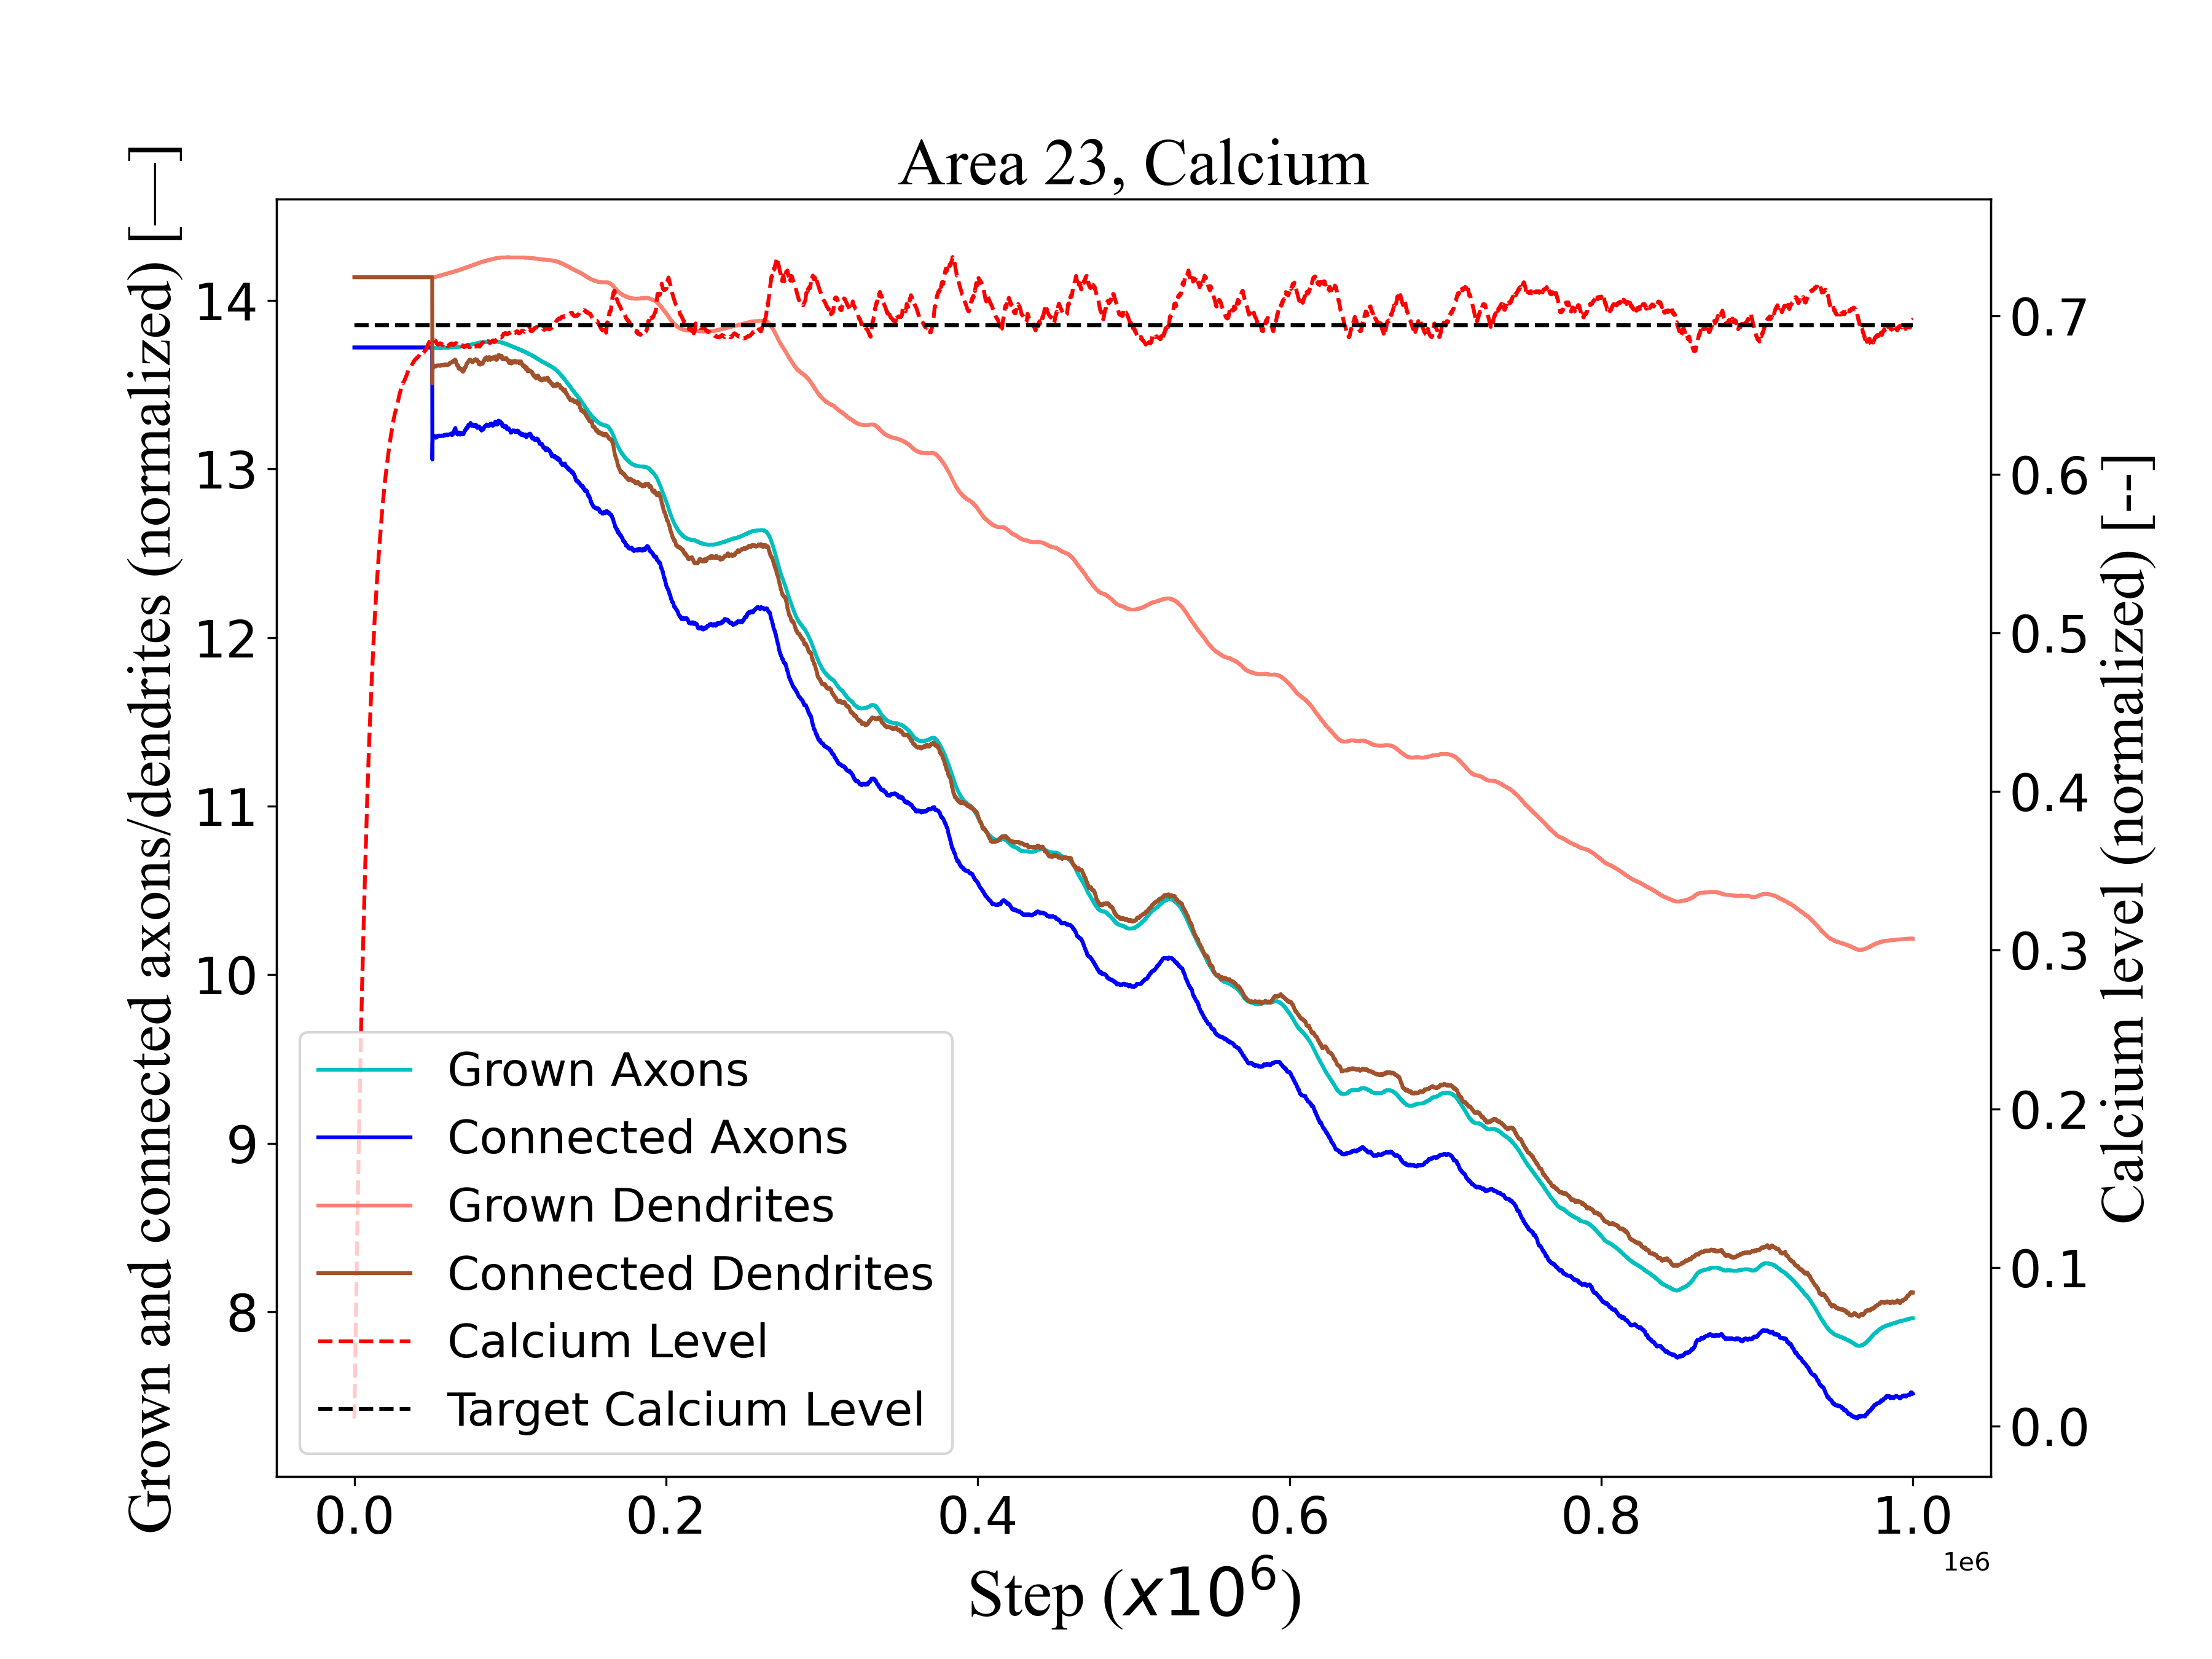 Area 23, Calcium
Grown and connected axons/dendrites (normalized) [—]
14
13
12
11
10
9
8
0.7
0.6
0.5
0.4
0.3
0.2
0.1
0.0
Calcium level (normalized) [--]
Grown Axons
Connected Axons
Grown Dendrites
Connected Dendrites
Calcium Level
Target Calcium Level
0.0 0.2 0.4 0.6 0.8 1.0
1e6
Step (x10⁶)